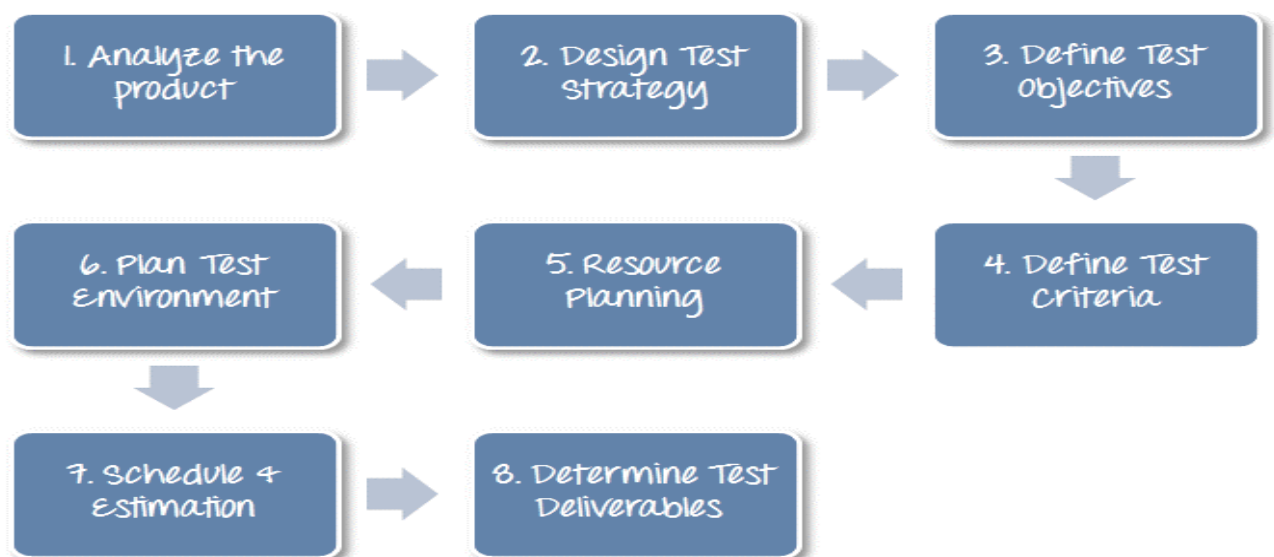 1. Analyze the
product
2. Design Test
Strategy
3. Define Test
Objectives
4. Define Test
Criteria
5. Resource
Planning
6. Plan Test
Environment
7. Schedule &
Estimation
8. Determine Test
Deliverables